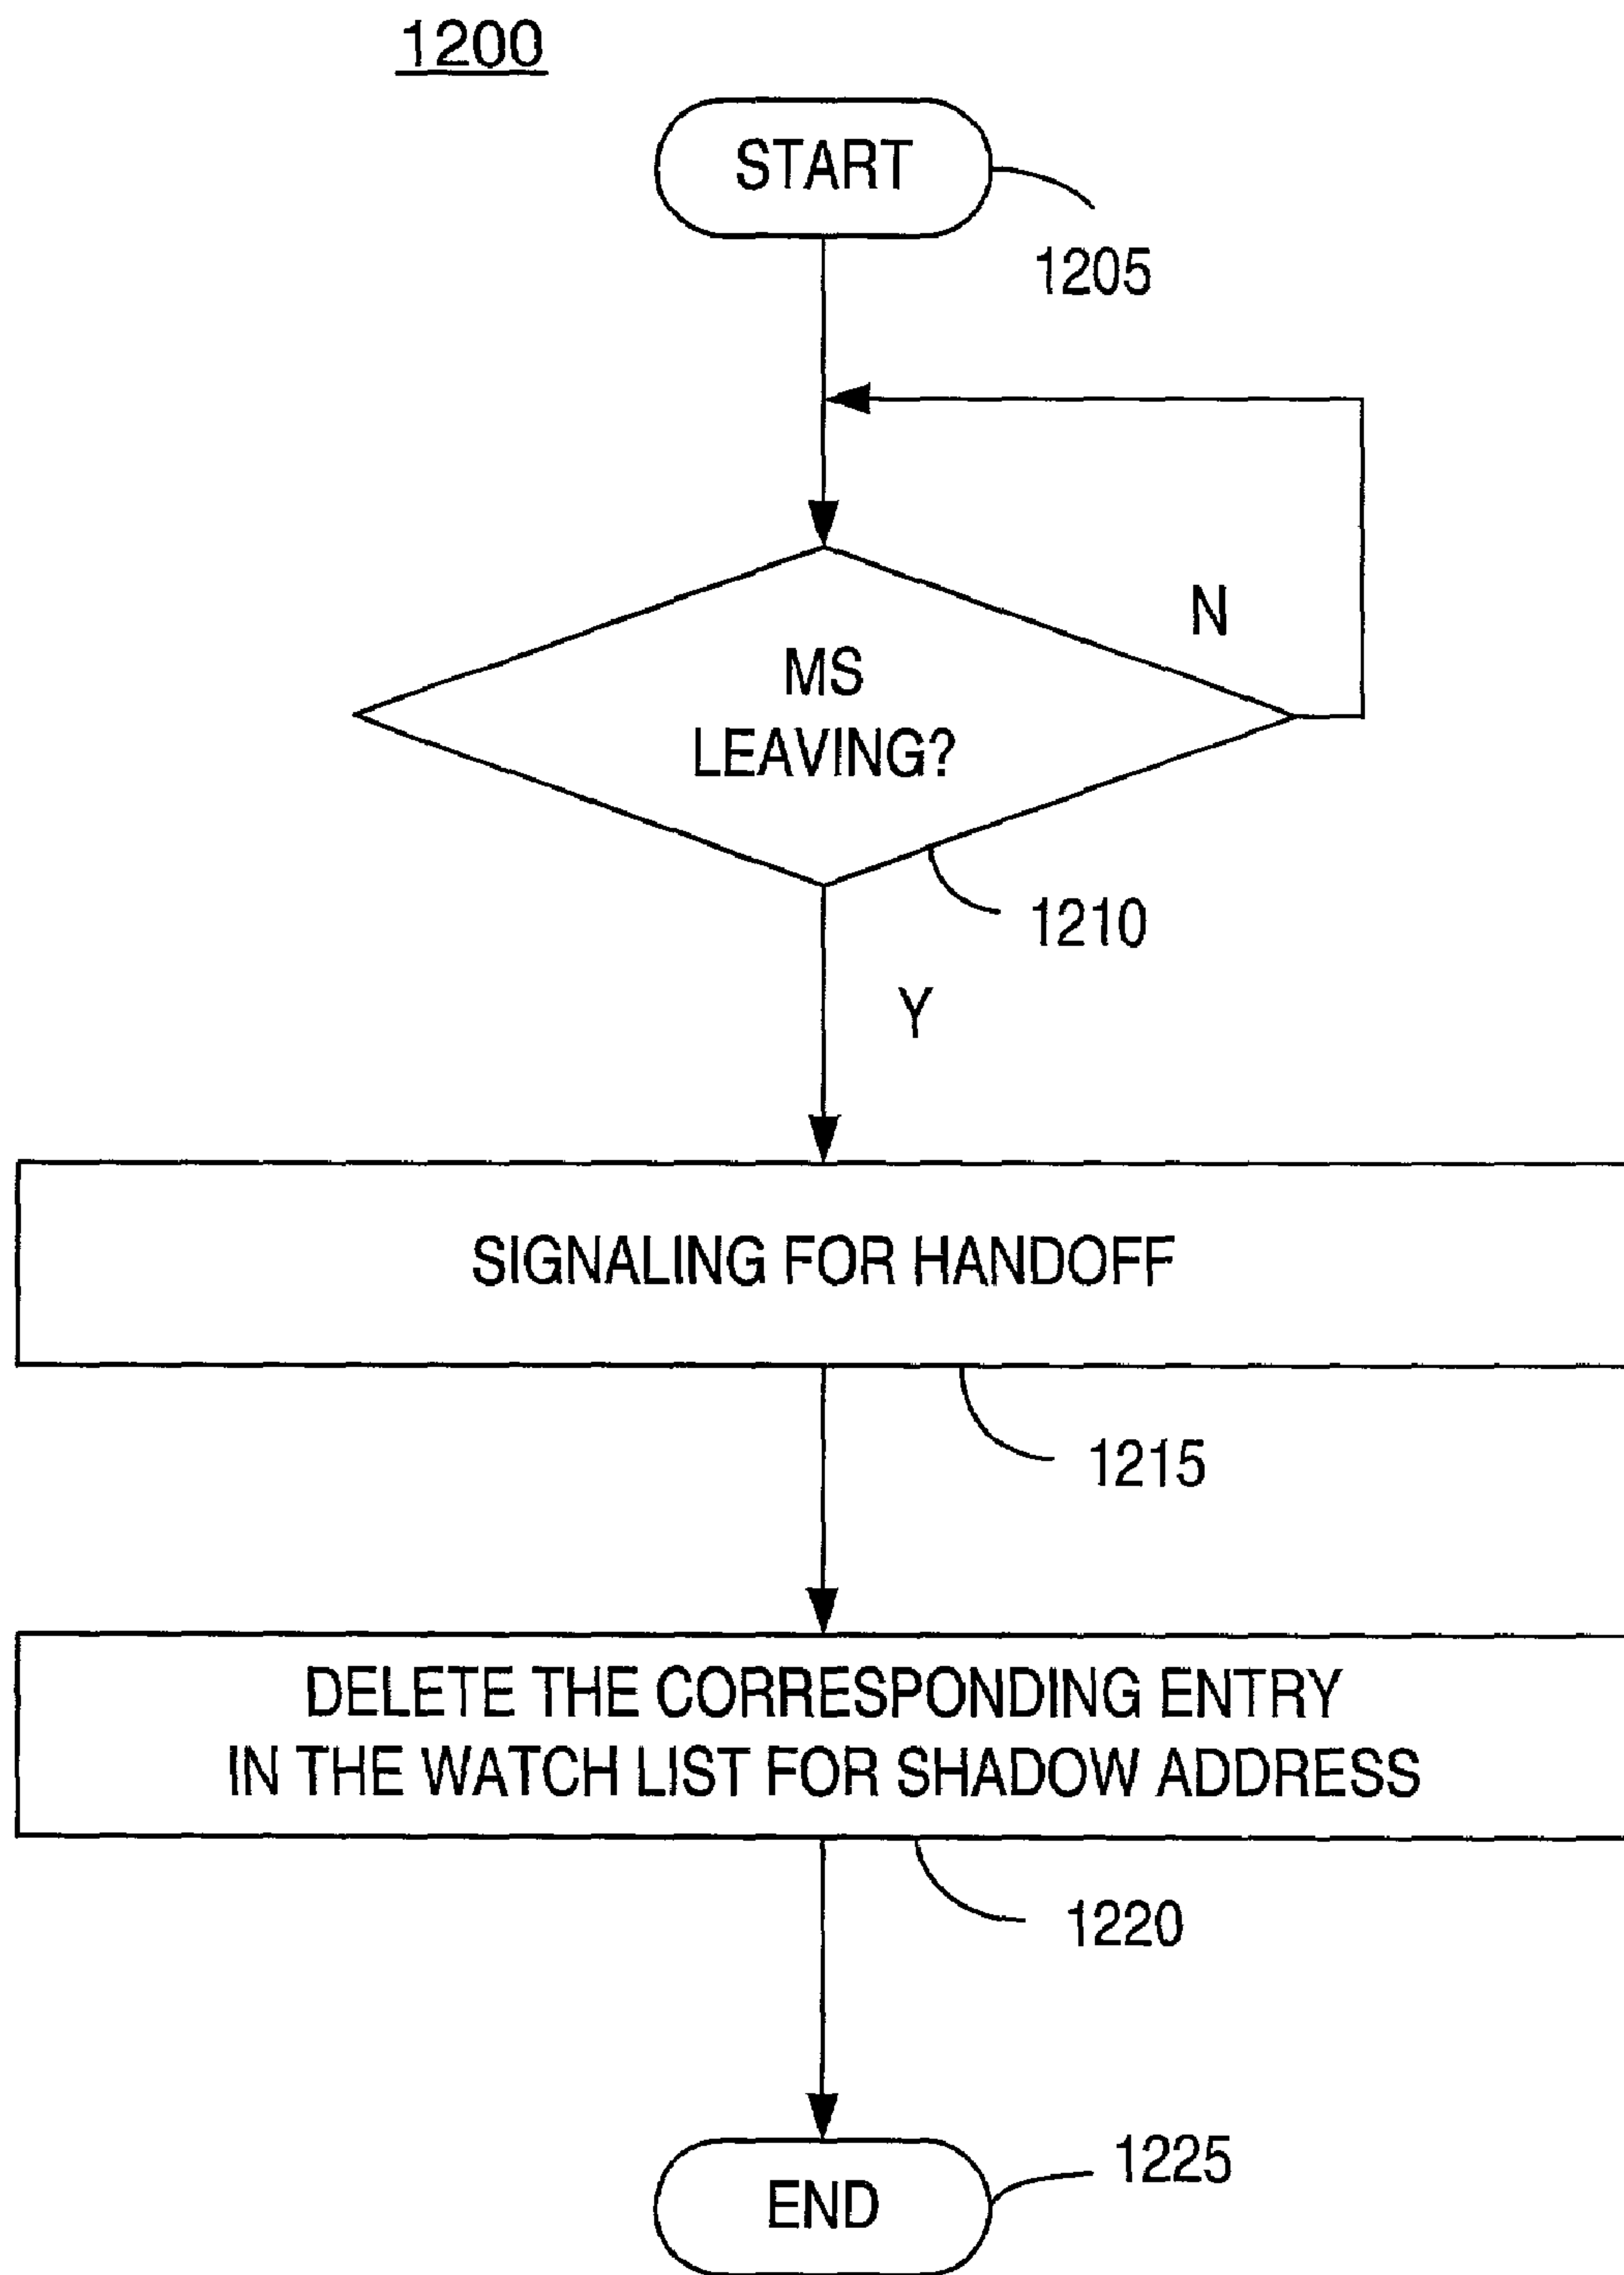 1200
START
1205
N
MS
LEAVING?
1210
Y
SIGNALING FOR HANDOFF
1215
DELETE THE CORRESPONDING ENTRY
IN THE WATCH LIST FOR SHADOW ADDRESS
1220
1225
END